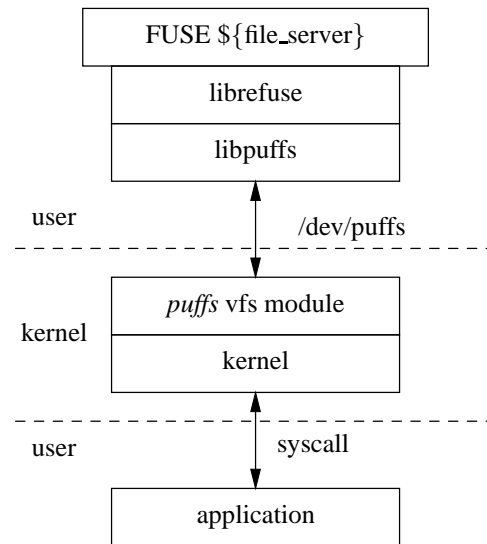 FUSE ${file_server}
librefuse
libpuffs
user
/dev/puffs
puffs vfs module
kernel
kernel
user
syscall
application